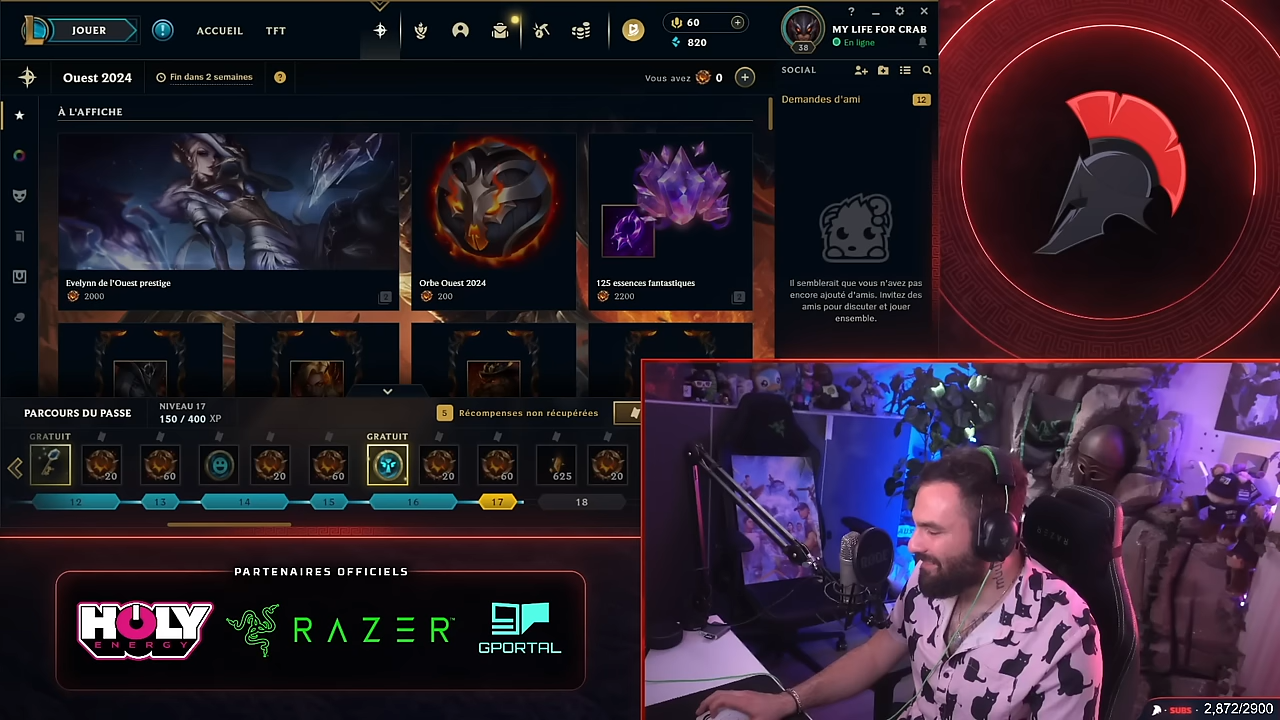 JOUER
ACCUEIL
TFT
60
820
38
MY LIFE FOR CRAB
En ligne
Ouest 2024
Fin dans 2 semaines
?
Vous avez 0
SOCIAL
Demandes d'ami
12
À L'AFFICHE
Evelynn de l'Ouest prestige
2000
2
Orbe Ouest 2024
200
125 essences fantastiques
2200
2
Il semblerait que vous n'avez pas
encore ajouté d'amis. Invitez des
amis pour discuter et jouer
ensemble.
PARCOURS DU PASSE
NIVEAU 17
150 / 400 XP
5 Récompenses non récupérées
GRATUIT
GRATUIT
20
60
20
60
20
60
625
20
12
13
14
15
16
17
18
PARTENAIRES OFFICIELS
HOLY
ENERGY
RAZER
GPORTAL
RAZER
RØDE
SUBS
2,872/2900